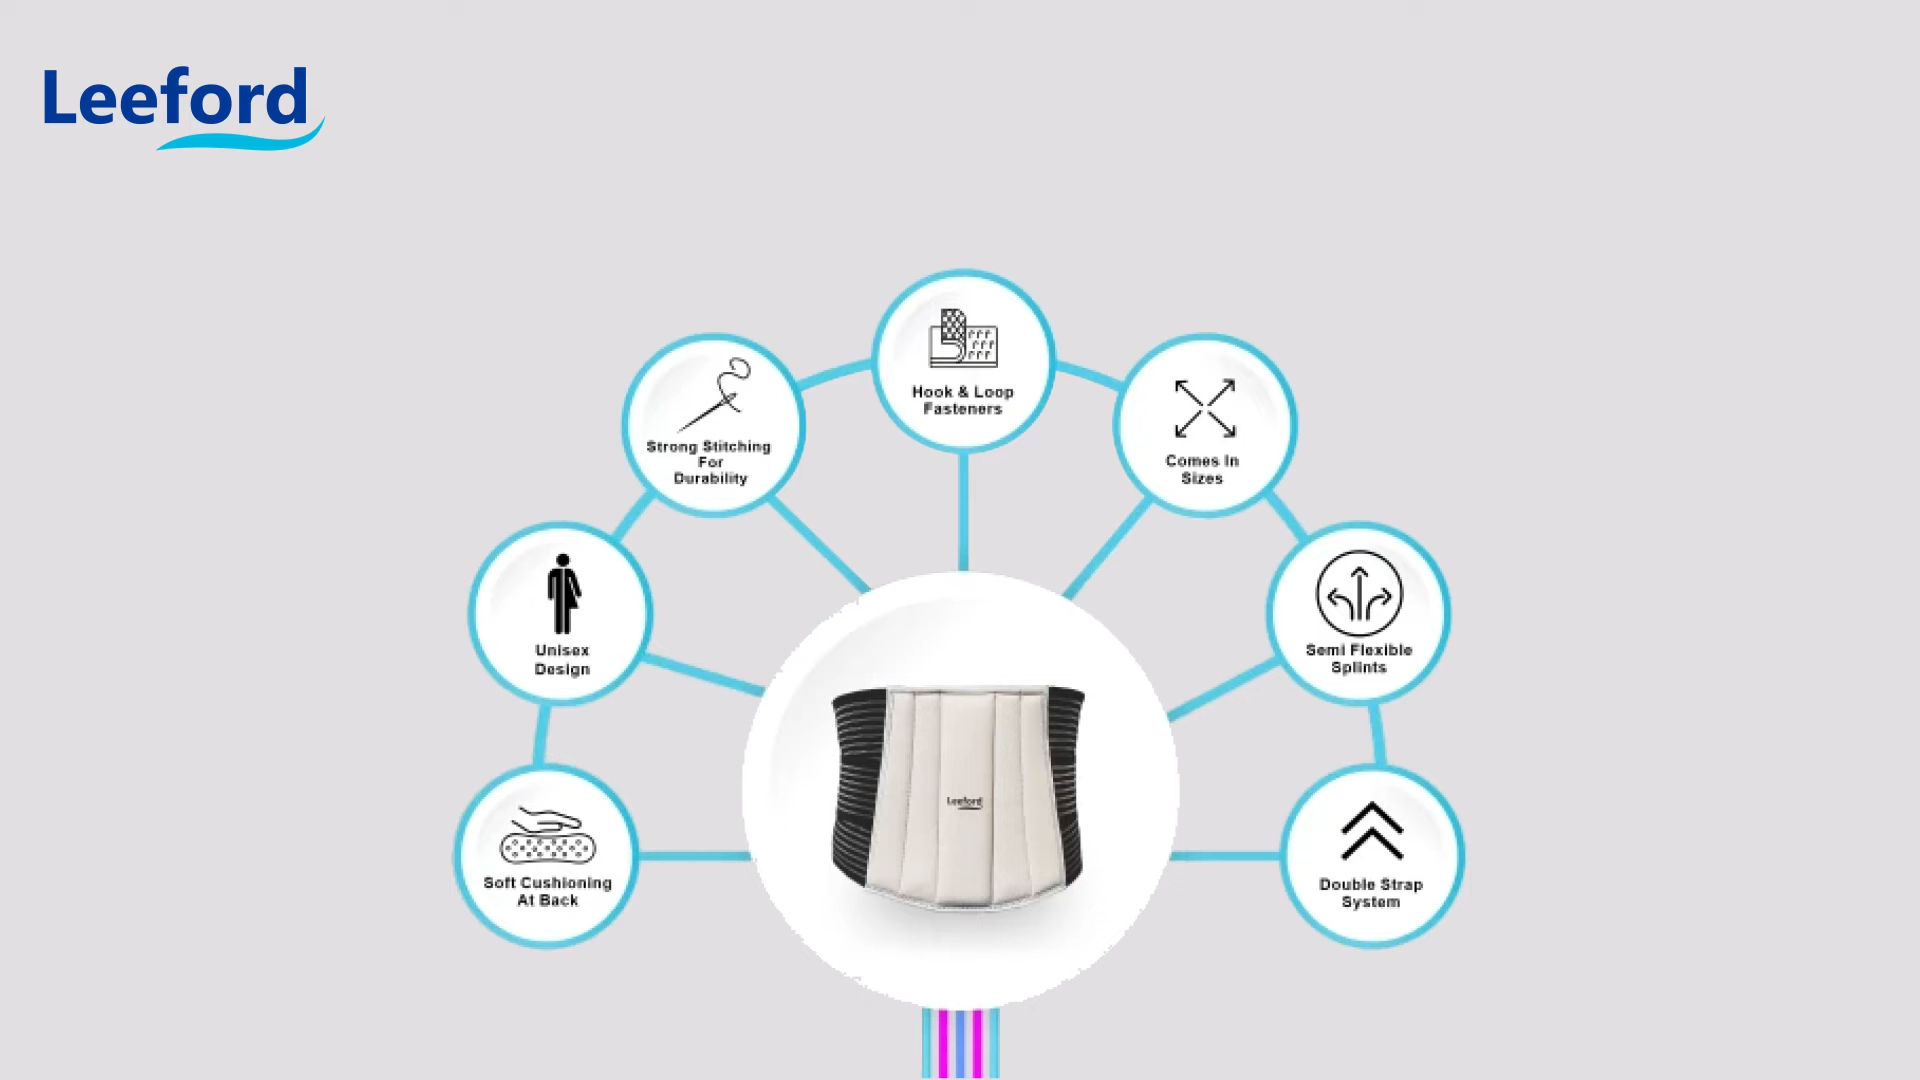 Leeford
Hook & Loop
Fasteners
Strong Stitching
For
Durability
Comes In
Sizes
Unisex
Design
Semi Flexible
Splints
Leeford
Soft Cushioning
At Back
Double Strap
System